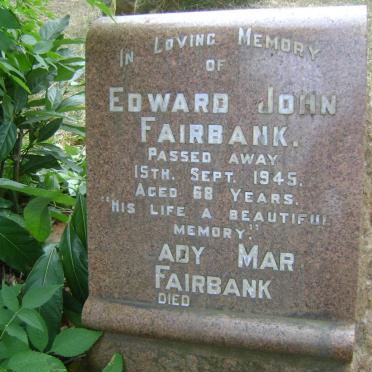 In Loving Memory
of
Edward John
Fairbank.
Passed away
15th. Sept. 1945.
Aged 68 Years.
"His life a beautiful
memory."
ady Mar
Fairbank
died